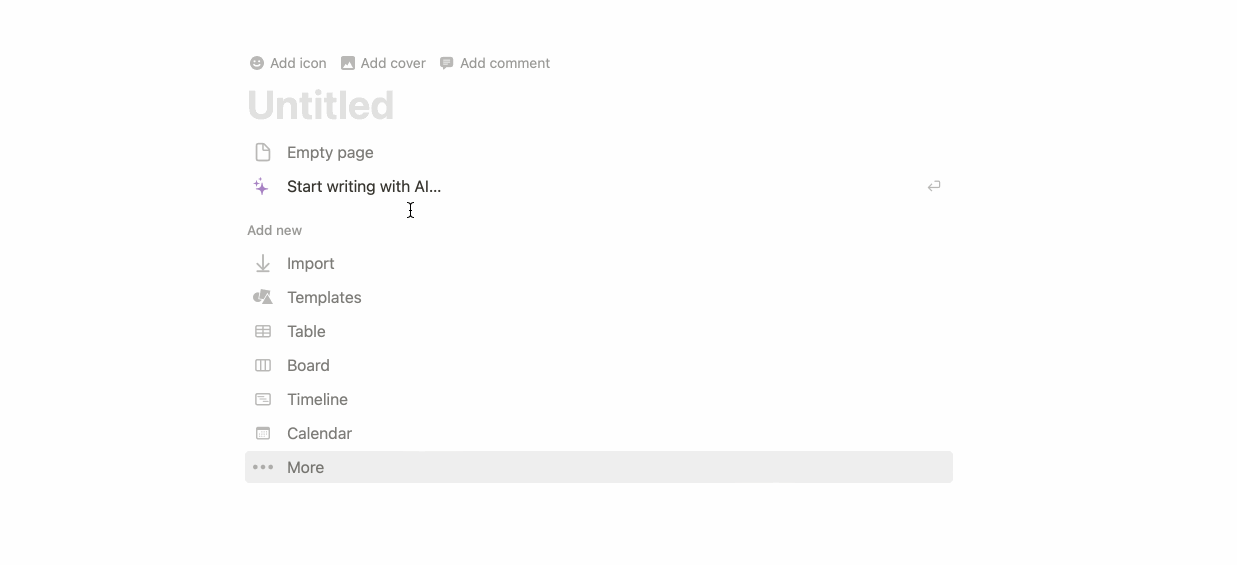 Add icon Add cover Add comment
Untitled
Empty page
Start writing with AI...
Add new
Import
Templates
Table
Board
Timeline
Calendar
More